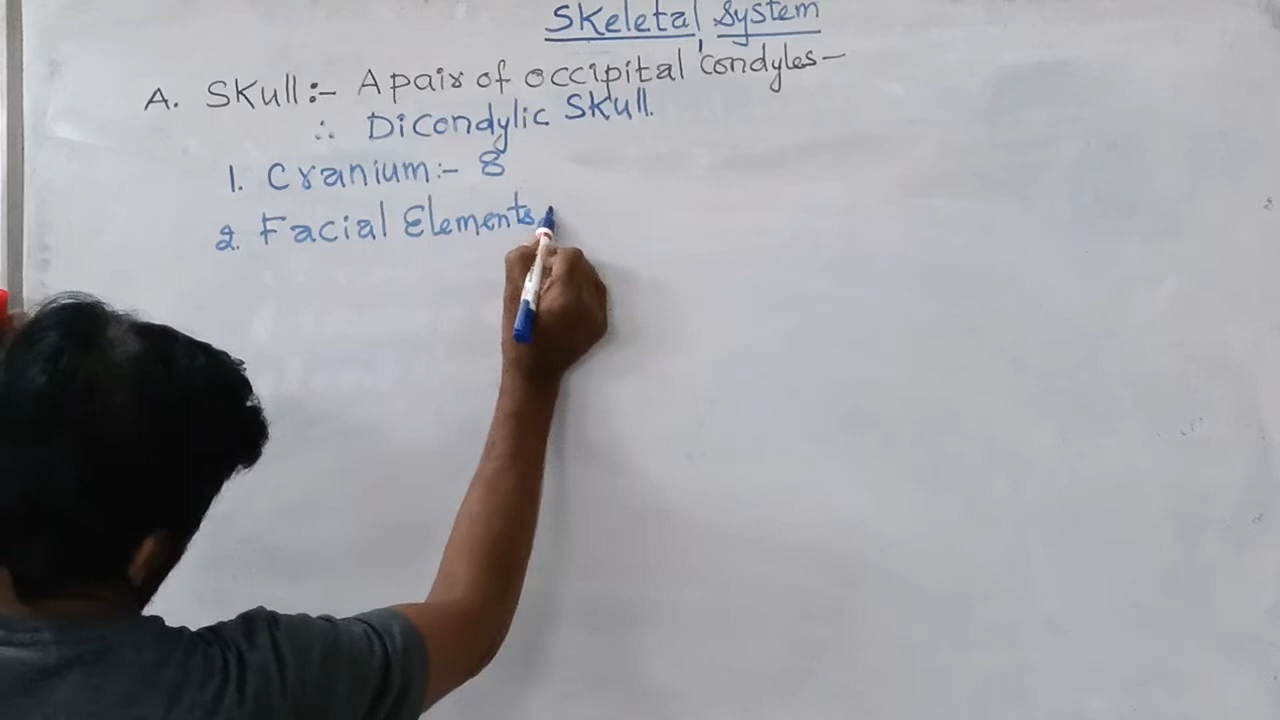 Skeletal System
A. Skull:- A pair of occipital condyles-
∴ Dicondylic Skull.
1. Cranium:- 8
2. Facial Elements